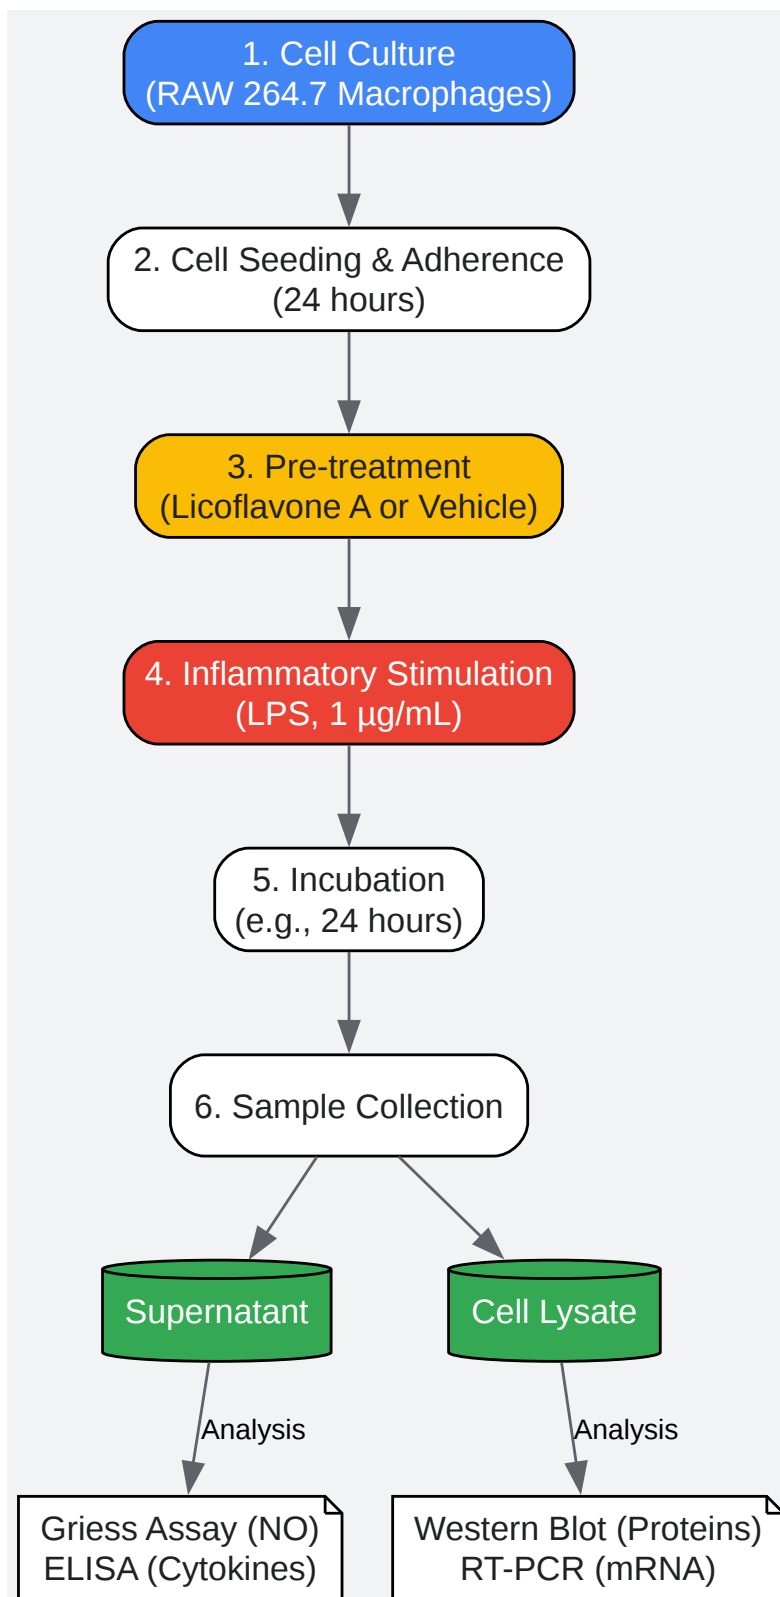 1. Cell Culture
(RAW 264.7 Macrophages)
2. Cell Seeding & Adherence
(24 hours)
3. Pre-treatment
(Licoflavone A or Vehicle)
4. Inflammatory Stimulation
(LPS, 1 µg/mL)
5. Incubation
(e.g., 24 hours)
6. Sample Collection
Supernatant
Cell Lysate
Analysis
Analysis
Griess Assay (NO)
ELISA (Cytokines)
Western Blot (Proteins)
RT-PCR (mRNA)